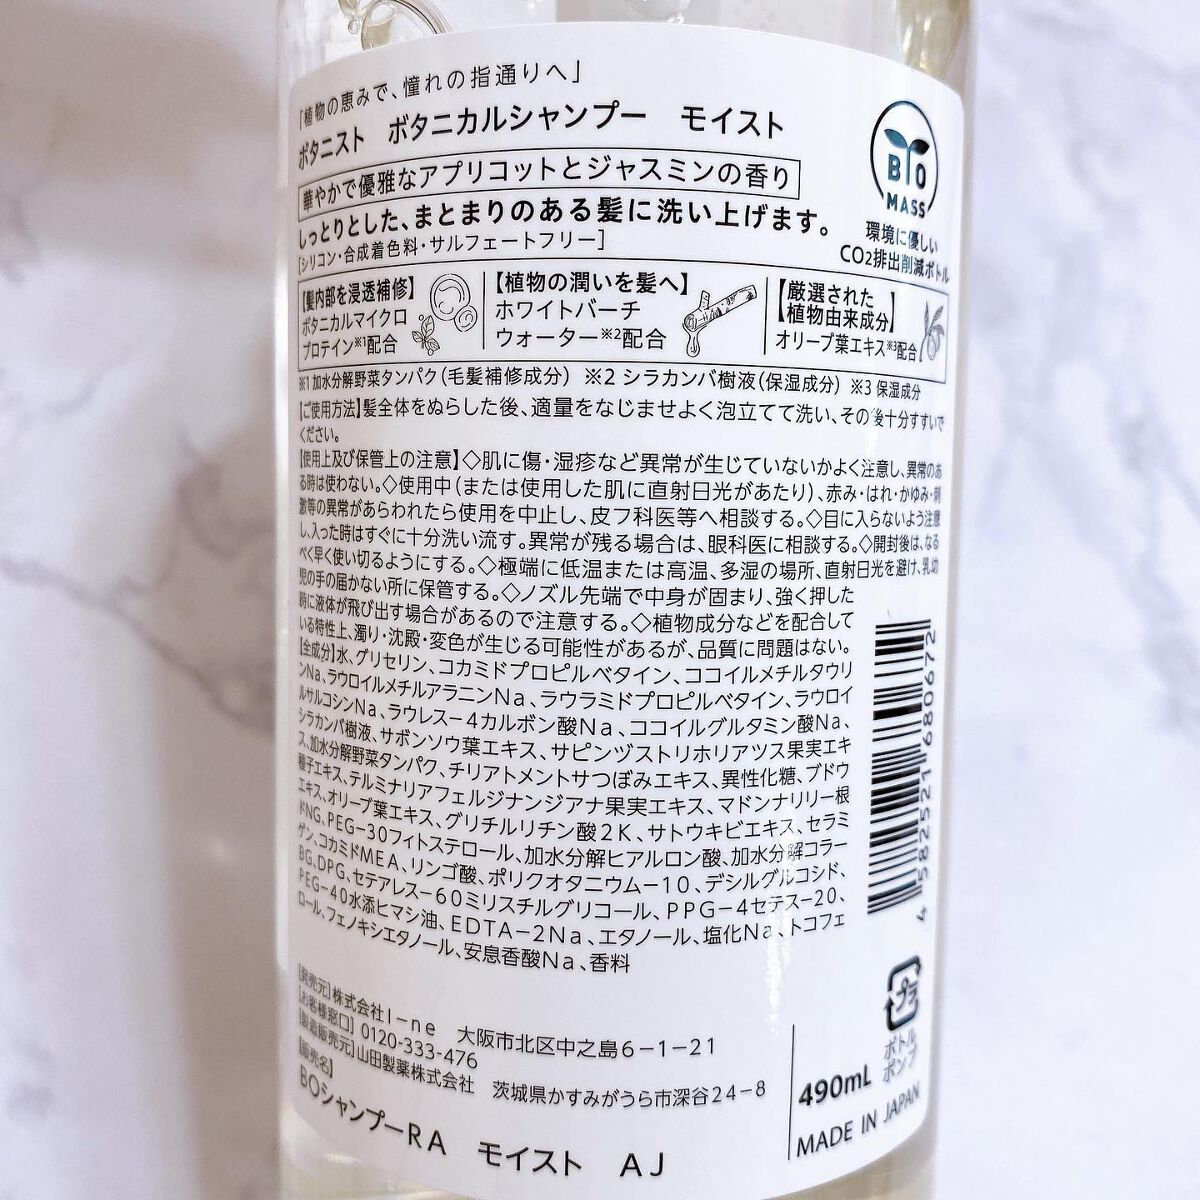 「植物の恵みで、憧れの指通りへ」
ボタニスト ボタニカルシャンプー モイスト
華やかで優雅なアプリコットとジャスミンの香り
しっとりとした、まとまりのある髪に洗い上げます。
[シリコン・合成着色料・サルフェートフリー]
BIO
MASS
環境に優しい
CO2排出削減ボトル
【髪内部を浸透補修】
ボタニカルマイクロ
プロテイン※1配合
【植物の潤いを髪へ】
ホワイトバーチ
ウォーター※2配合
【厳選された
植物由来成分】
オリーブ葉エキス※3配合
※1 加水分解野菜タンパク(毛髪補修成分) ※2 シラカンバ樹液(保湿成分) ※3 保湿成分
【ご使用方法】髪全体をぬらした後、適量をなじませよく泡立てて洗い、その後十分すすいで
ください。
【使用上及び保管上の注意】◇肌に傷・湿疹など異常が生じていないかよく注意し、異常のあ
る時は使わない。◇使用中(または使用した肌に直射日光があたり)、赤み・はれ・かゆみ・刺
激等の異常があらわれたら使用を中止し、皮フ科医等へ相談する。◇目に入らないよう注意
し、入った時はすぐに十分洗い流す。異常が残る場合は、眼科医に相談する。◇開封後は、なる
べく早く使い切るようにする。◇極端に低温または高温、多湿の場所、直射日光を避け、乳幼
児の手の届かない所に保管する。◇ノズル先端で中身が固まり、強く押した
時に液体が飛び出す場合があるので注意する。◇植物成分などを配合して
いる特性上、濁り・沈殿・変色が生じる可能性があるが、品質に問題はない。
【全成分】水、グリセリン、コカミドプロピルベタイン、ココイルメチルタウリ
ンNa、ラウロイルメチルアラニンNa、ラウラミドプロピルベタイン、ラウロイ
ルサルコシンNa、ラウレス-4カルボン酸Na、ココイルグルタミン酸Na、
シラカンバ樹液、サボンソウ葉エキス、サピンヅストリホリアツス果実エキ
ス、加水分解野菜タンパク、チリアトメントサつぼみエキス、異性化糖、ブドウ
種子エキス、テルミナリアフェルジナンジアナ果実エキス、マドンナリリー根
エキス、オリーブ葉エキス、グリチルリチン酸2K、サトウキビエキス、セラミ
ドNG、PEG-30フィトステロール、加水分解ヒアルロン酸、加水分解コラー
ゲン、コカミドMEA、リンゴ酸、ポリクオタニウム-10、デシルグルコシド、
BG、DPG、セテアレス-60ミリスチルグリコール、PPG-4セテス-20、
PEG-40水添ヒマシ油、EDTA-2Na、エタノール、塩化Na、トコフェ
ロール、フェノキシエタノール、安息香酸Na、香料
4 582521 680672
[発売元]株式会社I-ne 大阪市北区中之島6-1-21
[お客様窓口] 0120-333-476
[製造販売元]山田製薬株式会社 茨城県かすみがうら市深谷24-8
[販売名]
BOシャンプーRA モイスト AJ
プラ
ボトル
ポンプ
490mL
MADE IN JAPAN